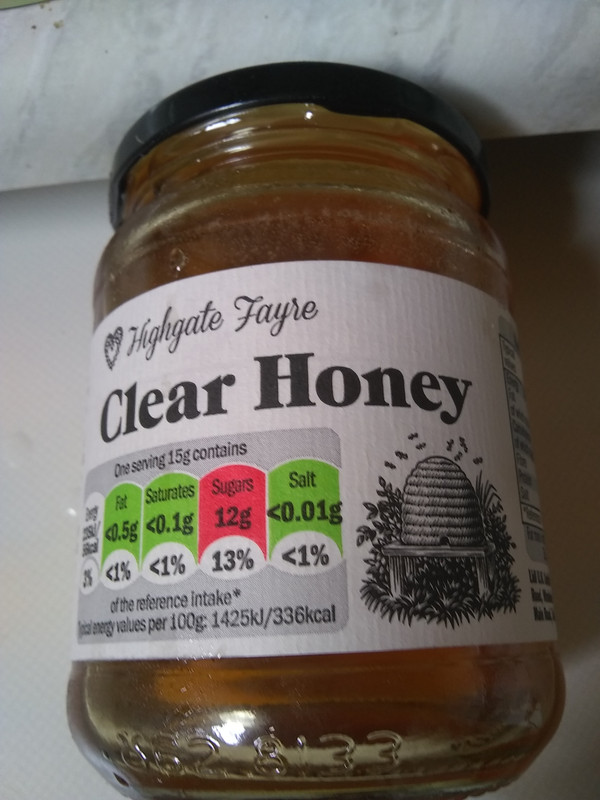 Highgate Fayre
Clear Honey
One serving 15g contains
Fat Saturates Sugars Salt
<0.5g <0.1g 12g <0.01g
3% <1% <1% 13% <1%
of the reference intake*
energy values per 100g: 1425kJ/336kcal